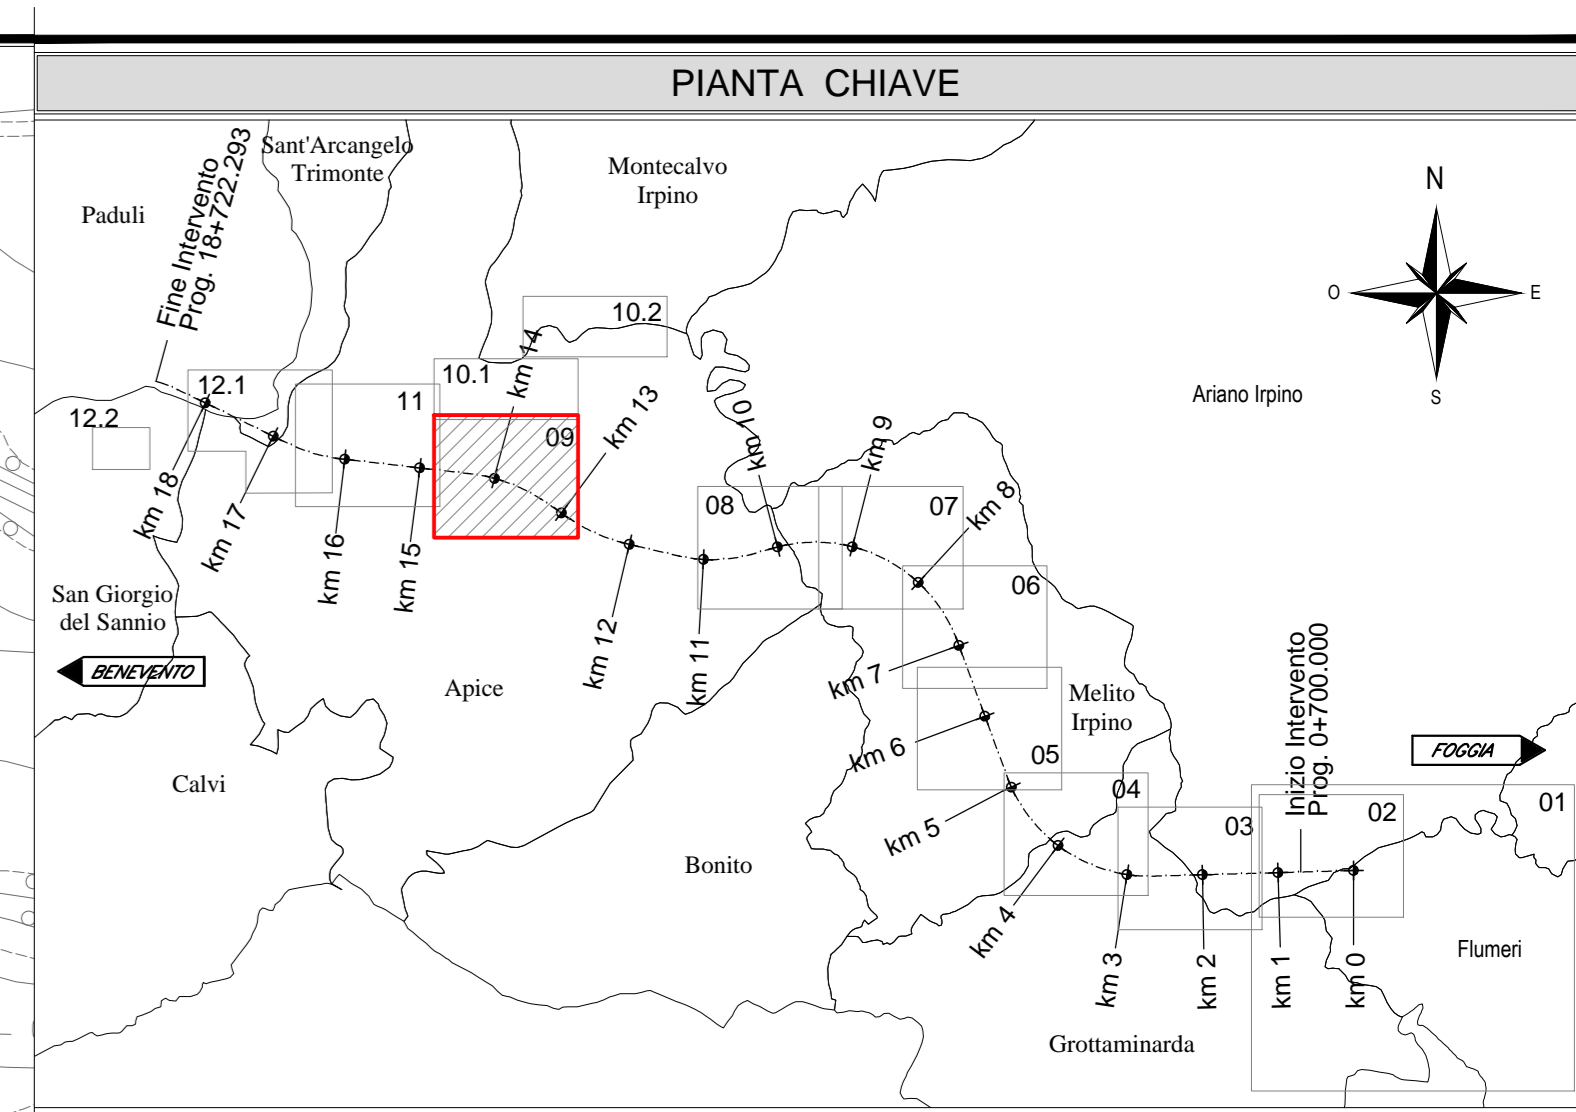 PIANTA CHIAVE
Sant'Arcangelo
Trimonte
Montecalvo
Irpino
Paduli
Fine Intervento
Prog. 18+722.293
N
O
E
S
10.2
10.1
km 14
12.1
11
12.2
09
km 13
km 10
km 9
Ariano Irpino
km 18
km 17
km 16
km 15
08
07
km 8
06
San Giorgio
del Sannio
BENEVENTO
km 12
km 11
km 7
Apice
Melito
Irpino
Inizio Intervento
Prog. 0+700.000
km 6
05
FOGGIA
Calvi
04
03
02
01
km 5
Bonito
km 4
km 3
km 2
km 1
km 0
Flumeri
Grottaminarda